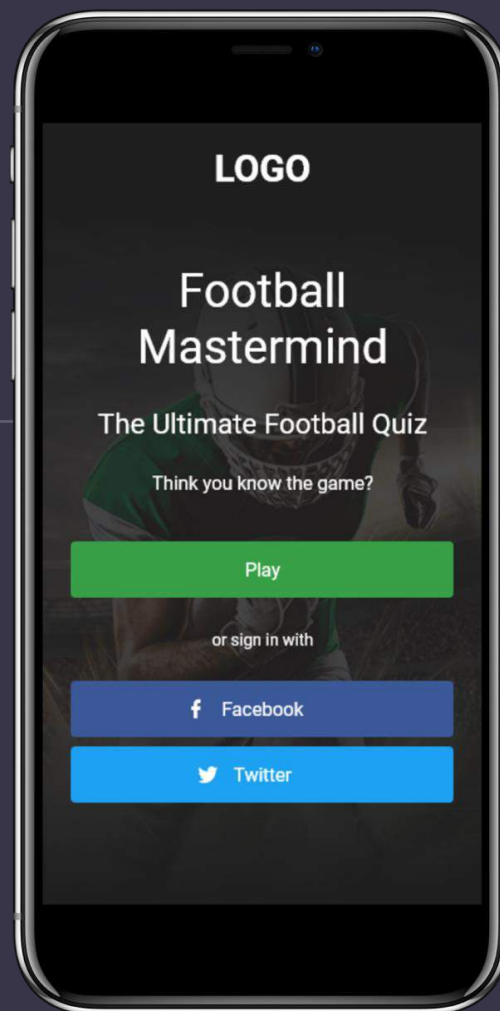 LOGO
Football
Mastermind
The Ultimate Football Quiz
Think you know the game?
Play
or sign in with
Facebook
Twitter